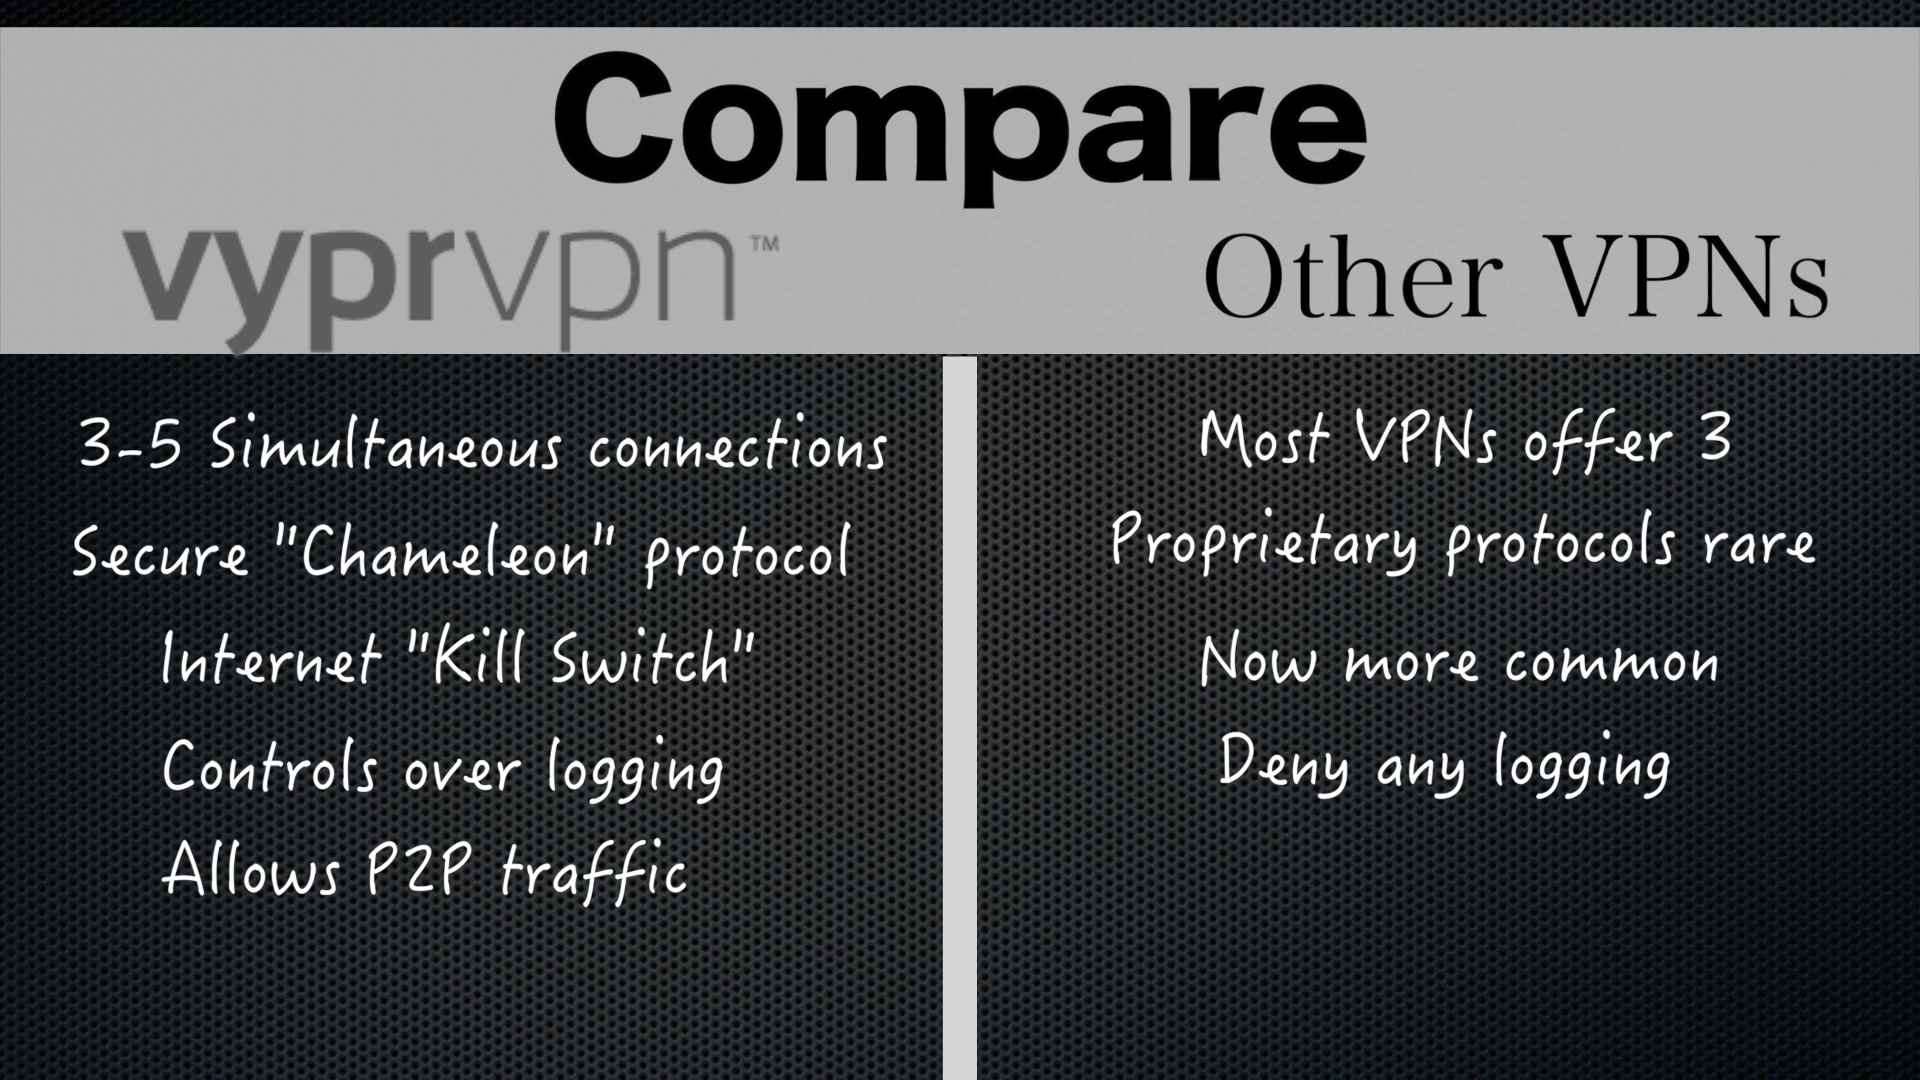 Compare
vyprvpn™
Other VPNs
3-5 Simultaneous connections
Secure "Chameleon" protocol
Internet "Kill Switch"
Controls over logging
Allows P2P traffic
Most VPNs offer 3
Proprietary protocols rare
Now more common
Deny any logging